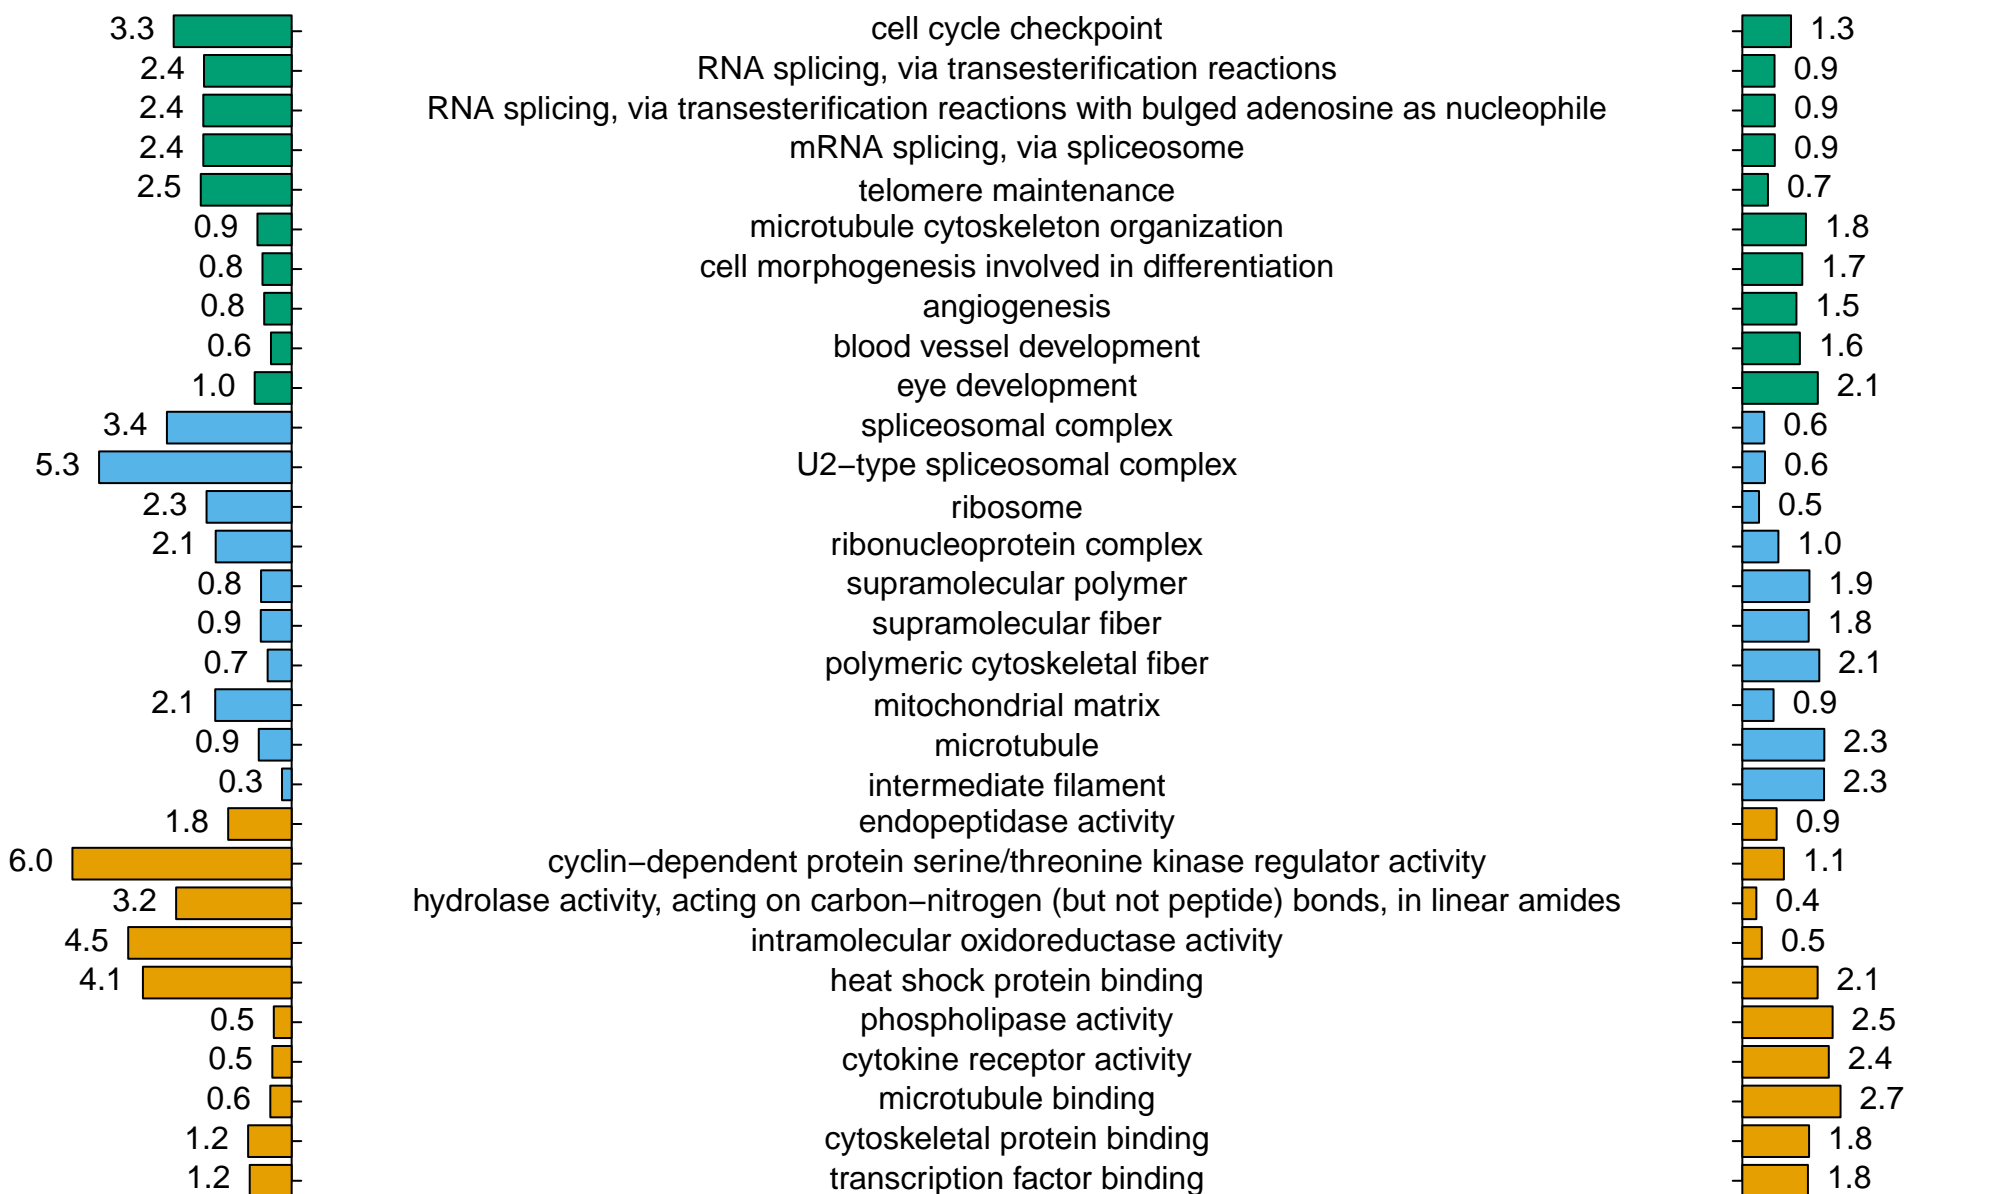 3.3 cell cycle checkpoint 1.3
2.4 RNA splicing, via transesterification reactions 0.9
2.4 RNA splicing, via transesterification reactions with bulged adenosine as nucleophile 0.9
2.4 mRNA splicing, via spliceosome 0.9
2.5 telomere maintenance 0.7
0.9 microtubule cytoskeleton organization 1.8
0.8 cell morphogenesis involved in differentiation 1.7
0.8 angiogenesis 1.5
0.6 blood vessel development 1.6
1.0 eye development 2.1
3.4 spliceosomal complex 0.6
5.3 U2−type spliceosomal complex 0.6
2.3 ribosome 0.5
2.1 ribonucleoprotein complex 1.0
0.8 supramolecular polymer 1.9
0.9 supramolecular fiber 1.8
0.7 polymeric cytoskeletal fiber 2.1
2.1 mitochondrial matrix 0.9
0.9 microtubule 2.3
0.3 intermediate filament 2.3
1.8 endopeptidase activity 0.9
6.0 cyclin−dependent protein serine/threonine kinase regulator activity 1.1
3.2 hydrolase activity, acting on carbon−nitrogen (but not peptide) bonds, in linear amides 0.4
4.5 intramolecular oxidoreductase activity 0.5
4.1 heat shock protein binding 2.1
0.5 phospholipase activity 2.5
0.5 cytokine receptor activity 2.4
0.6 microtubule binding 2.7
1.2 cytoskeletal protein binding 1.8
1.2 transcription factor binding 1.8